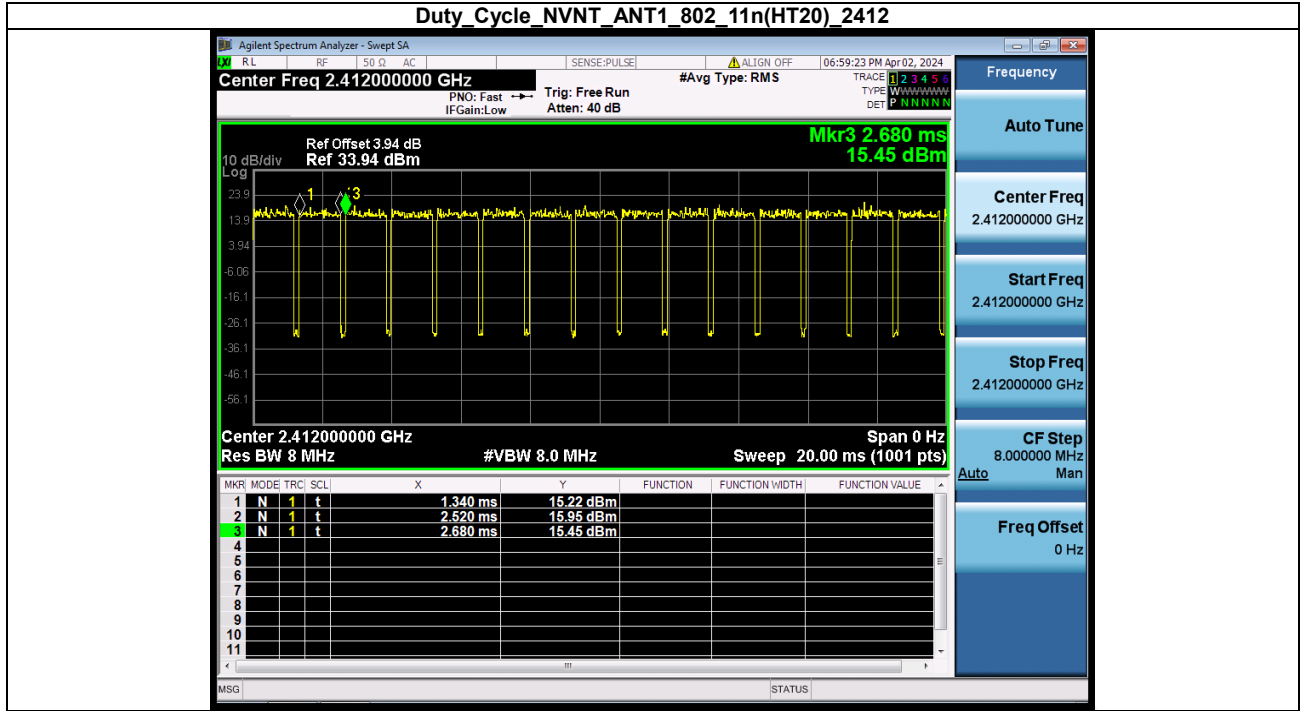 Duty_Cycle_NVNT_ANT1_802_11n(HT20)_2412
Agilent Spectrum Analyzer - Swept SA
RL RF 50 Ω AC SENSE:PULSE ALIGN OFF 06:59:23 PM Apr 02, 2024
Center Freq 2.412000000 GHz #Avg Type: RMS TRACE 1 2 3 4 5 6
PNO: Fast Trig: Free Run TYPE WWWWWWW
IFGain:Low Atten: 40 dB DET P N N N N N
Frequency
Auto Tune
Center Freq
2.412000000 GHz
Start Freq
2.412000000 GHz
Stop Freq
2.412000000 GHz
CF Step
8.000000 MHz
Auto Man
Freq Offset
0 Hz
Mkr3 2.680 ms
15.45 dBm
Ref Offset 3.94 dB
10 dB/div Ref 33.94 dBm
Log
1 3
23.9
13.9
3.94
-6.06
-16.1
-26.1
-36.1
-46.1
-56.1
Center 2.412000000 GHz Span 0 Hz
Res BW 8 MHz #VBW 8.0 MHz Sweep 20.00 ms (1001 pts)
MKR MODE TRC SCL X Y FUNCTION FUNCTION WIDTH FUNCTION VALUE
1 N 1 t 1.340 ms 15.22 dBm
2 N 1 t 2.520 ms 15.95 dBm
3 N 1 t 2.680 ms 15.45 dBm
4
5
6
7
8
9
10
11
MSG STATUS